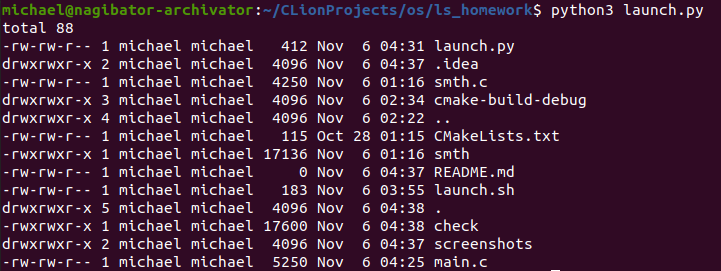 michael@nagibator-archivator:~/CLionProjects/os/ls_homework$ python3 launch.py
total 88
-rw-rw-r-- 1 michael michael   412 Nov  6 04:31 launch.py
drwxrwxr-x 2 michael michael  4096 Nov  6 04:37 .idea
-rw-rw-r-- 1 michael michael  4250 Nov  6 01:16 smth.c
drwxrwxr-x 3 michael michael  4096 Nov  6 02:34 cmake-build-debug
drwxrwxr-x 4 michael michael  4096 Nov  6 02:22 ..
-rw-rw-r-- 1 michael michael   115 Oct 28 01:15 CMakeLists.txt
-rwxrwxr-x 1 michael michael 17136 Nov  6 01:16 smth
-rw-rw-r-- 1 michael michael     0 Nov  6 04:37 README.md
-rw-rw-r-- 1 michael michael   183 Nov  6 03:55 launch.sh
drwxrwxr-x 5 michael michael  4096 Nov  6 04:38 .
-rwxrwxr-x 1 michael michael 17600 Nov  6 04:38 check
drwxrwxr-x 2 michael michael  4096 Nov  6 04:37 screenshots
-rw-rw-r-- 1 michael michael  5250 Nov  6 04:25 main.c